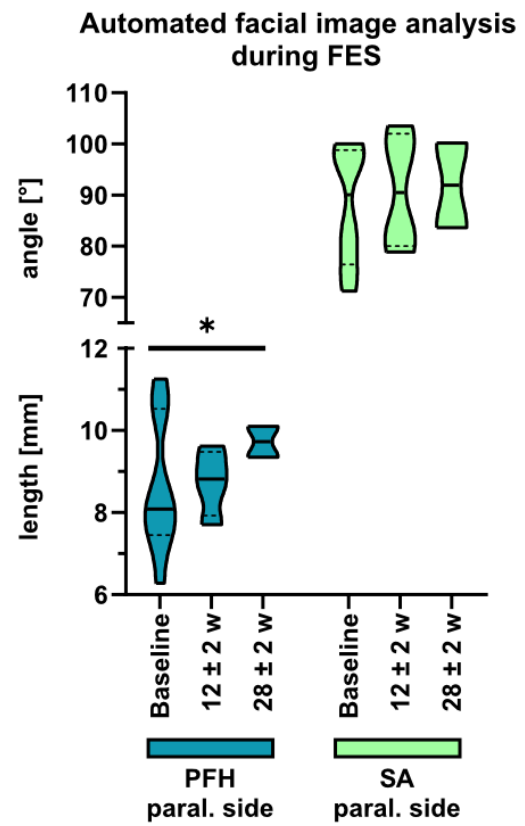 Automated facial image analysis
during FES
angle [°]
110
100
90
80
70
*
length [mm]
12
10
8
6
Baseline
12 ± 2 w
28 ± 2 w
Baseline
12 ± 2 w
28 ± 2 w
PFH
paral. side
SA
paral. side